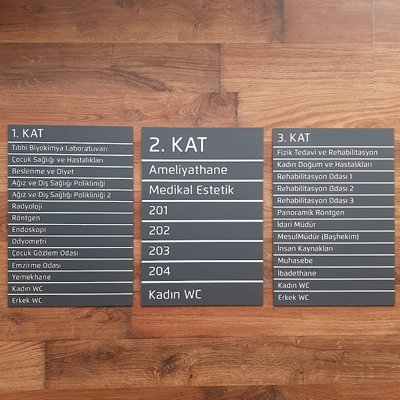 1. KAT
Tıbbi Biyokimya Laboratuvarı
Çocuk Sağlığı ve Hastalıkları
Beslenme ve Diyet
Ağız ve Diş Sağlığı Polikliniği
Ağız ve Diş Sağlığı Polikliniği 2
Radyoloji
Röntgen
Endoskopi
Odyometri
Çocuk Gözlem Odası
Emzirme Odası
Yemekhane
Kadın WC
Erkek WC
2. KAT
Ameliyathane
Medikal Estetik
201
202
203
204
Kadın WC
3. KAT
Fizik Tedavi ve Rehabilitasyon
Kadın Doğum ve Hastalıkları
Rehabilitasyon Odası 1
Rehabilitasyon Odası 2
Rehabilitasyon Odası 3
Panoramik Röntgen
İdari Müdür
MesulMüdür (Başhekim)
İnsan Kaynakları
Muhasebe
İbadethane
Kadın WC
Erkek WC